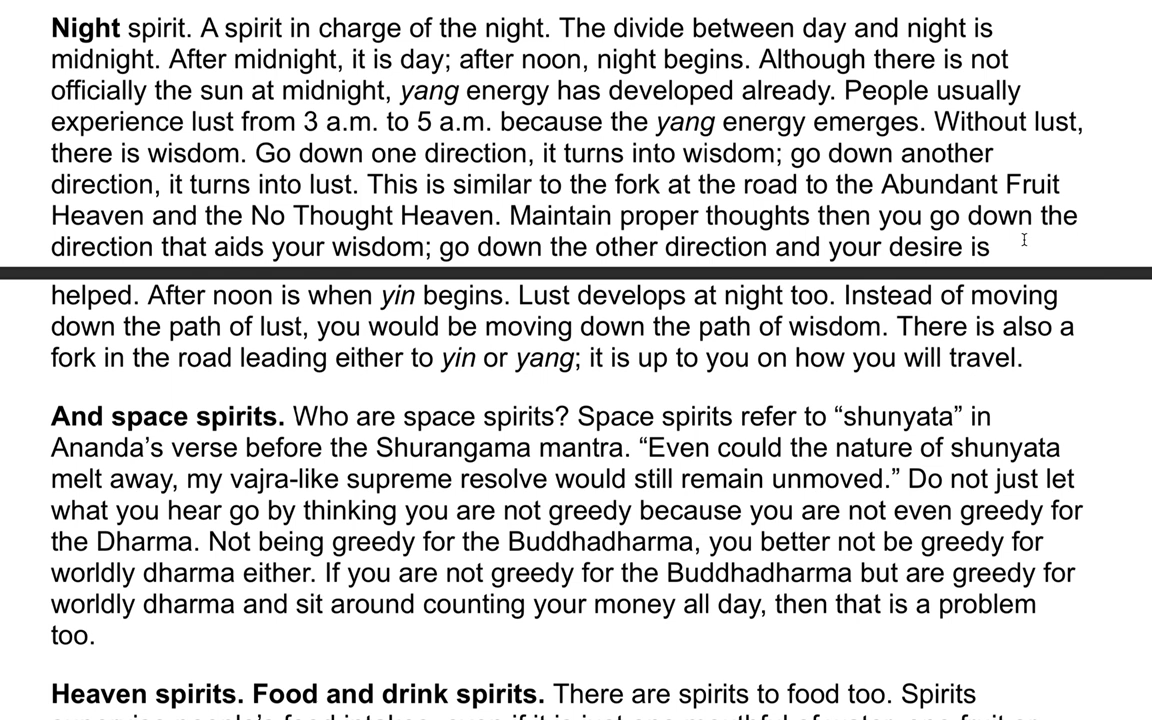 Night spirit. A spirit in charge of the night. The divide between day and night is
midnight. After midnight, it is day; after noon, night begins. Although there is not
officially the sun at midnight, yang energy has developed already. People usually
experience lust from 3 a.m. to 5 a.m. because the yang energy emerges. Without lust,
there is wisdom. Go down one direction, it turns into wisdom; go down another
direction, it turns into lust. This is similar to the fork at the road to the Abundant Fruit
Heaven and the No Thought Heaven. Maintain proper thoughts then you go down the
direction that aids your wisdom; go down the other direction and your desire is
helped. After noon is when yin begins. Lust develops at night too. Instead of moving
down the path of lust, you would be moving down the path of wisdom. There is also a
fork in the road leading either to yin or yang; it is up to you on how you will travel.
And space spirits. Who are space spirits? Space spirits refer to “shunyata” in
Ananda’s verse before the Shurangama mantra. “Even could the nature of shunyata
melt away, my vajra-like supreme resolve would still remain unmoved.” Do not just let
what you hear go by thinking you are not greedy because you are not even greedy for
the Dharma. Not being greedy for the Buddhadharma, you better not be greedy for
worldly dharma either. If you are not greedy for the Buddhadharma but are greedy for
worldly dharma and sit around counting your money all day, then that is a problem
too.
Heaven spirits. Food and drink spirits. There are spirits to food too. Spirits